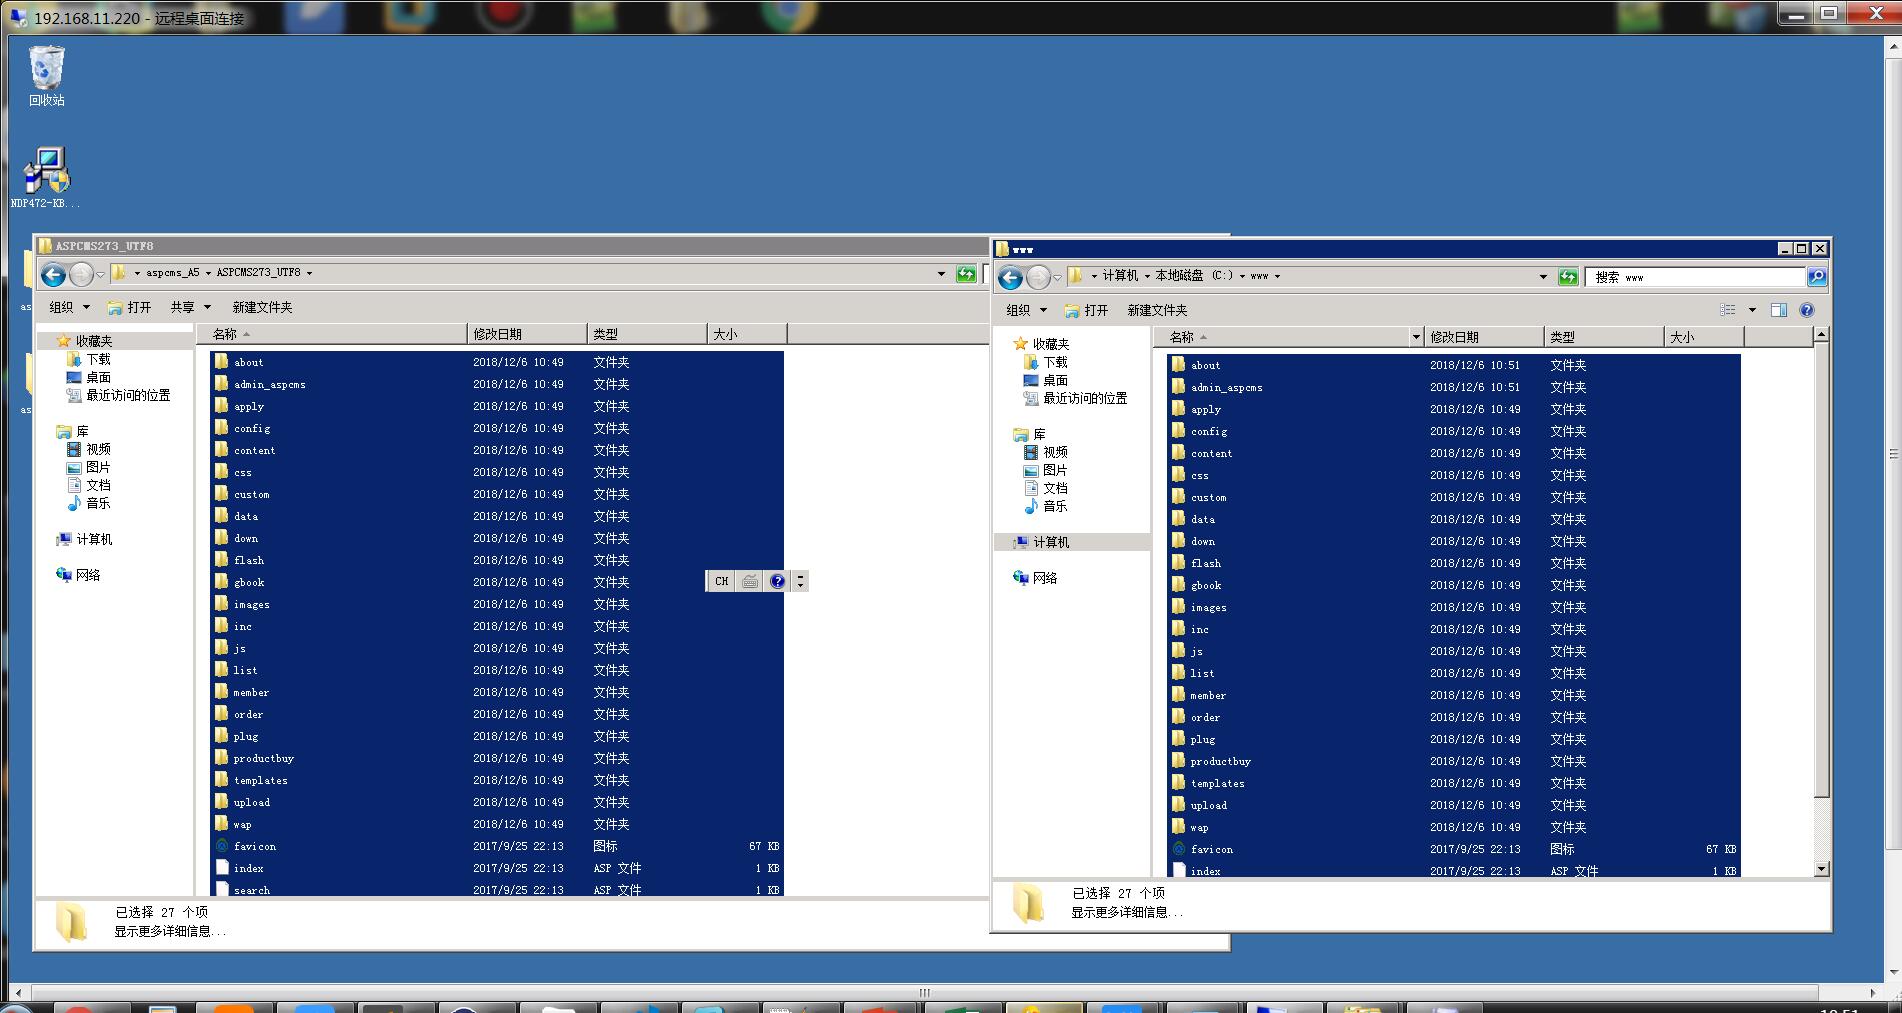 192.168.11.220 - 远程桌面连接
回收站
NDP472-KB...
as
as
ASPCMS273_UTF8
aspcms_A5 ASPCMS273_UTF8
组织 打开 共享 新建文件夹
收藏夹
下载
桌面
最近访问的位置
库
视频
图片
文档
音乐
计算机
网络
名称 修改日期 类型 大小
about 2018/12/6 10:49 文件夹
admin_aspcms 2018/12/6 10:49 文件夹
apply 2018/12/6 10:49 文件夹
config 2018/12/6 10:49 文件夹
content 2018/12/6 10:49 文件夹
css 2018/12/6 10:49 文件夹
custom 2018/12/6 10:49 文件夹
data 2018/12/6 10:49 文件夹
down 2018/12/6 10:49 文件夹
flash 2018/12/6 10:49 文件夹
gbook 2018/12/6 10:49 文件夹
images 2018/12/6 10:49 文件夹
inc 2018/12/6 10:49 文件夹
js 2018/12/6 10:49 文件夹
list 2018/12/6 10:49 文件夹
member 2018/12/6 10:49 文件夹
order 2018/12/6 10:49 文件夹
plug 2018/12/6 10:49 文件夹
productbuy 2018/12/6 10:49 文件夹
templates 2018/12/6 10:49 文件夹
upload 2018/12/6 10:49 文件夹
wap 2018/12/6 10:49 文件夹
favicon 2017/9/25 22:13 图标 67 KB
index 2017/9/25 22:13 ASP 文件 1 KB
search 2017/9/25 22:13 ASP 文件 1 KB
已选择 27 个项
显示更多详细信息...
CH
www
计算机 本地磁盘 (C:) www
搜索 www
组织 打开 新建文件夹
收藏夹
下载
桌面
最近访问的位置
库
视频
图片
文档
音乐
计算机
网络
名称 修改日期 类型 大小
about 2018/12/6 10:51 文件夹
admin_aspcms 2018/12/6 10:51 文件夹
apply 2018/12/6 10:49 文件夹
config 2018/12/6 10:49 文件夹
content 2018/12/6 10:49 文件夹
css 2018/12/6 10:49 文件夹
custom 2018/12/6 10:49 文件夹
data 2018/12/6 10:49 文件夹
down 2018/12/6 10:49 文件夹
flash 2018/12/6 10:49 文件夹
gbook 2018/12/6 10:49 文件夹
images 2018/12/6 10:49 文件夹
inc 2018/12/6 10:49 文件夹
js 2018/12/6 10:49 文件夹
list 2018/12/6 10:49 文件夹
member 2018/12/6 10:49 文件夹
order 2018/12/6 10:49 文件夹
plug 2018/12/6 10:49 文件夹
productbuy 2018/12/6 10:49 文件夹
templates 2018/12/6 10:49 文件夹
upload 2018/12/6 10:49 文件夹
wap 2018/12/6 10:49 文件夹
favicon 2017/9/25 22:13 图标 67 KB
index 2017/9/25 22:13 ASP 文件 1 KB
已选择 27 个项
显示更多详细信息...